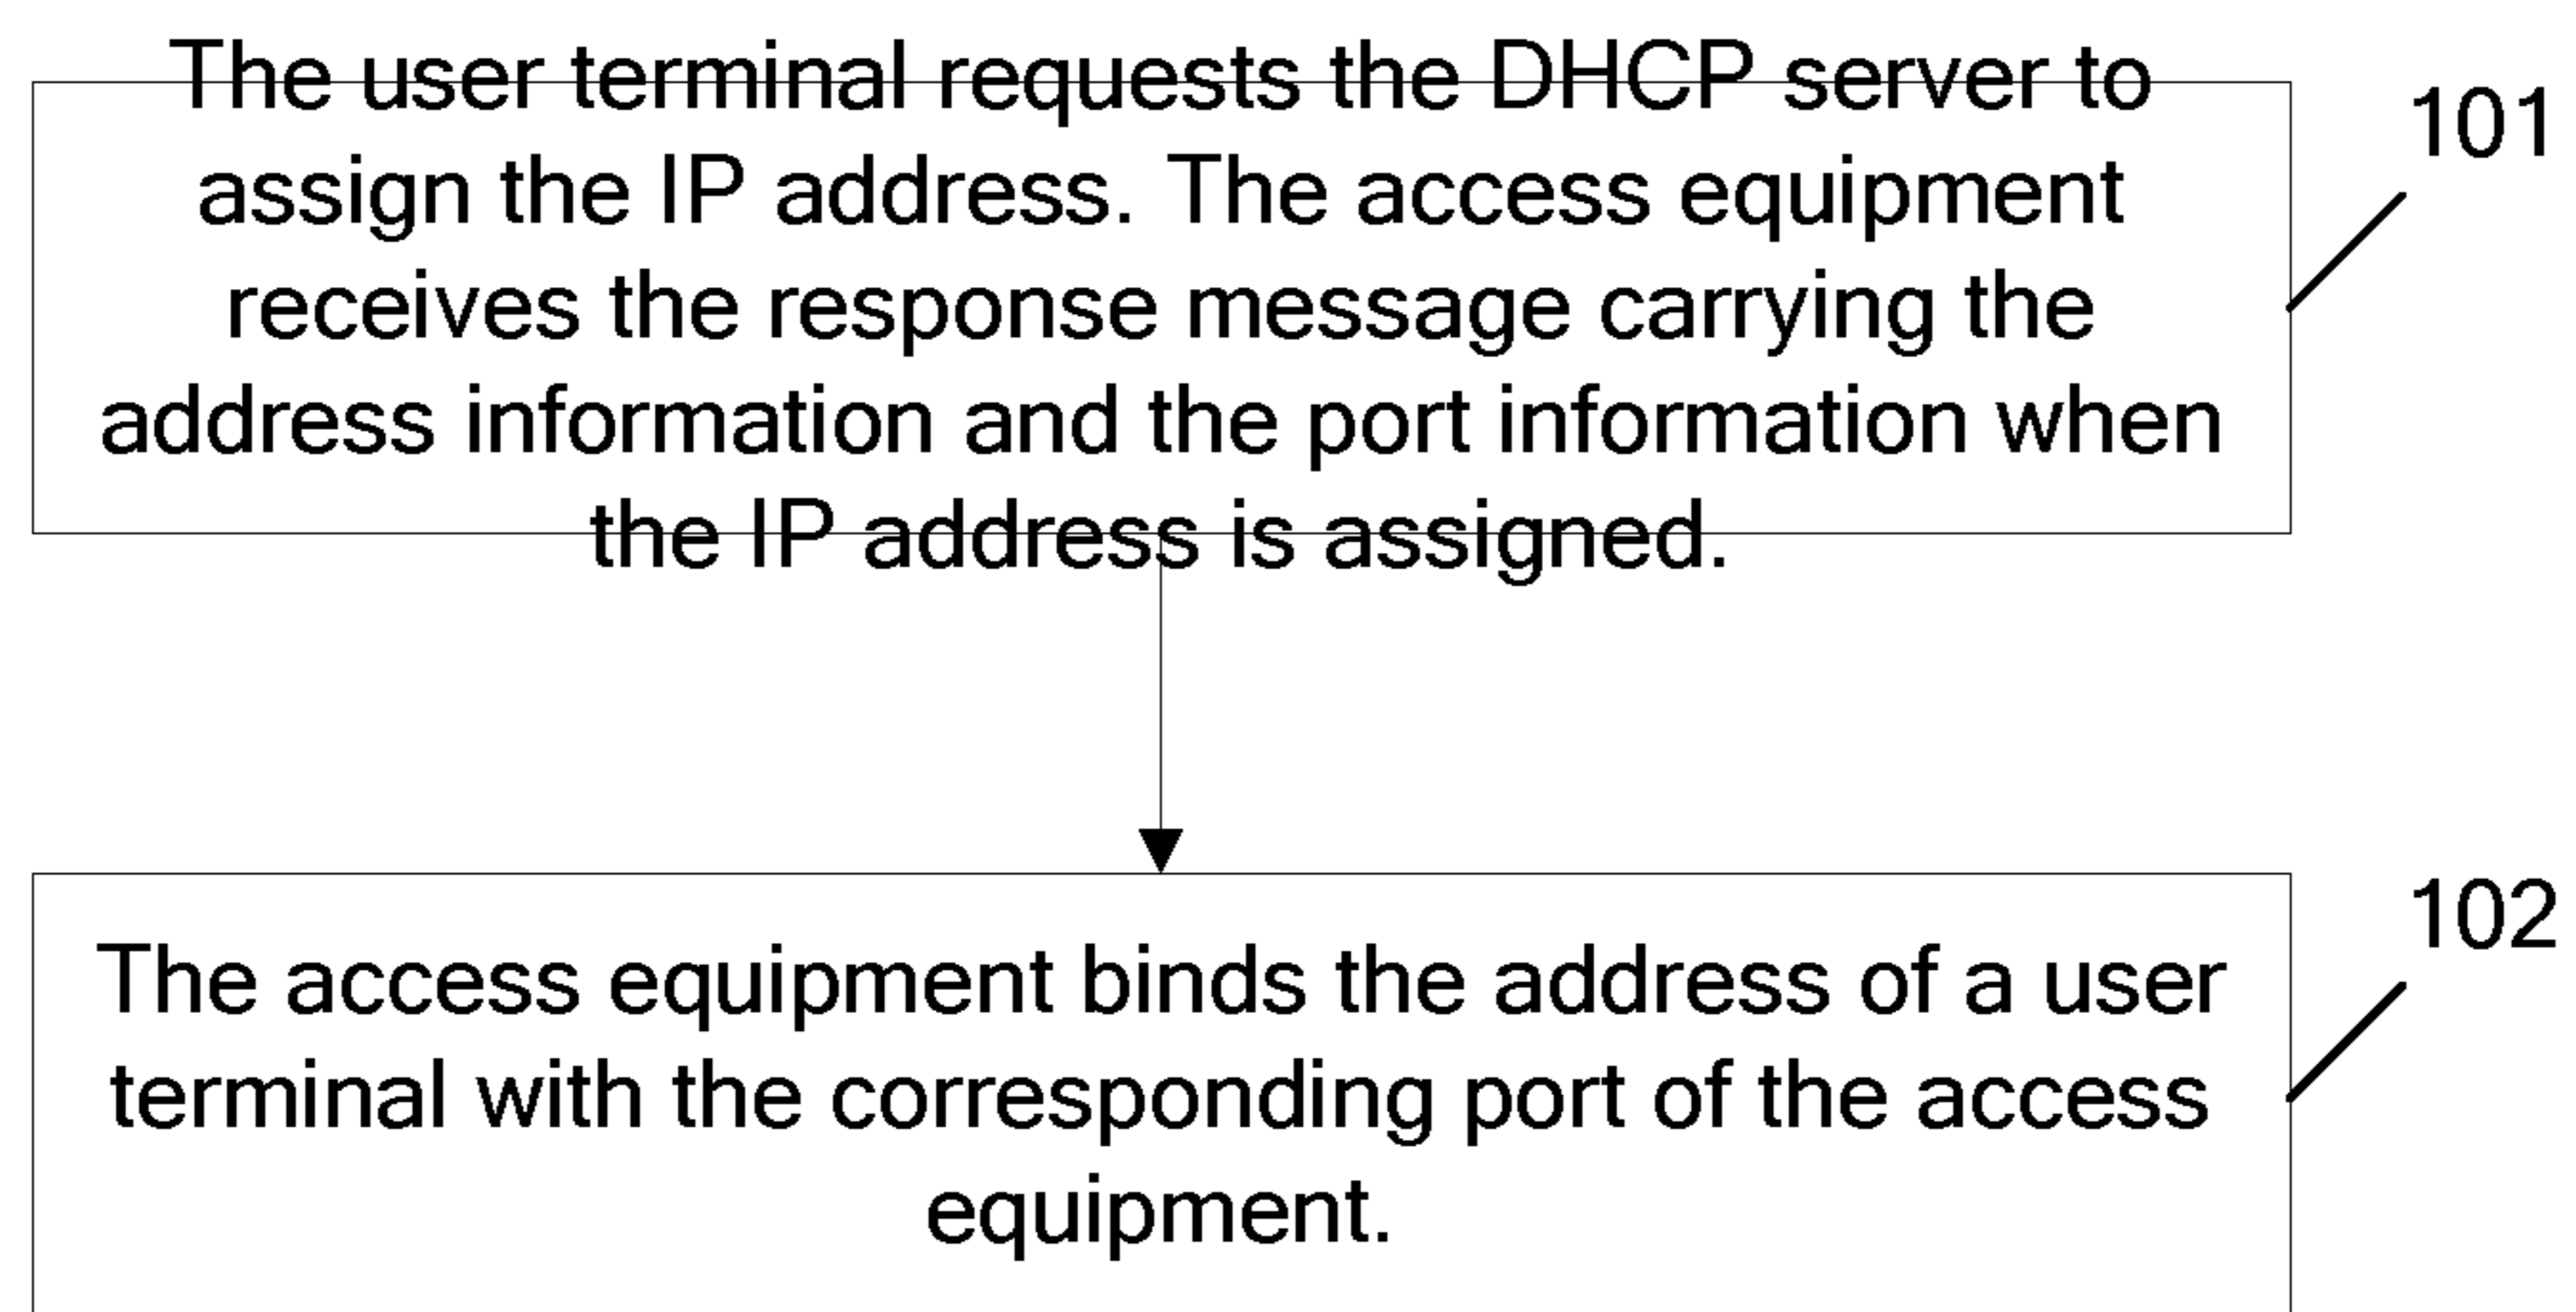 The user terminal requests the DHCP server to
assign the IP address. The access equipment
receives the response message carrying the
address information and the port information when
the IP address is assigned.
101
The access equipment binds the address of a user
terminal with the corresponding port of the access
equipment.
102